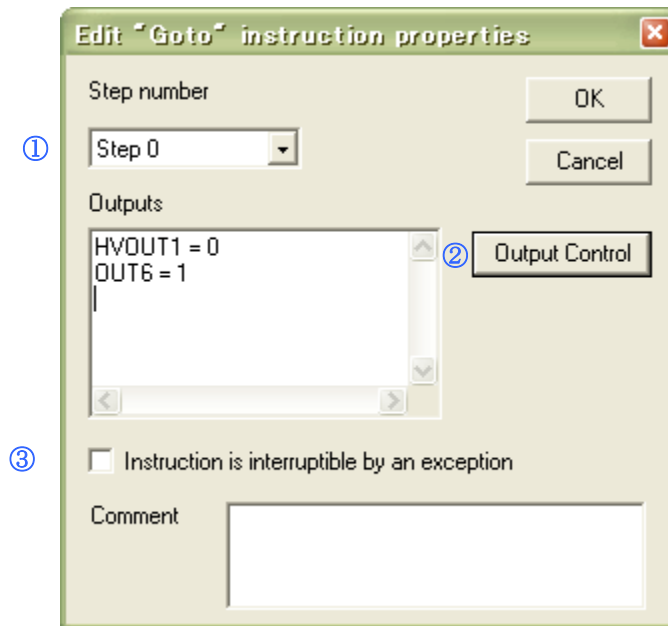 Edit "Goto" instruction properties
Step number
OK
① Step 0
Cancel
Outputs
HVOUT1 = 0
OUT6 = 1
② Output Control
③ Instruction is interruptible by an exception
Comment